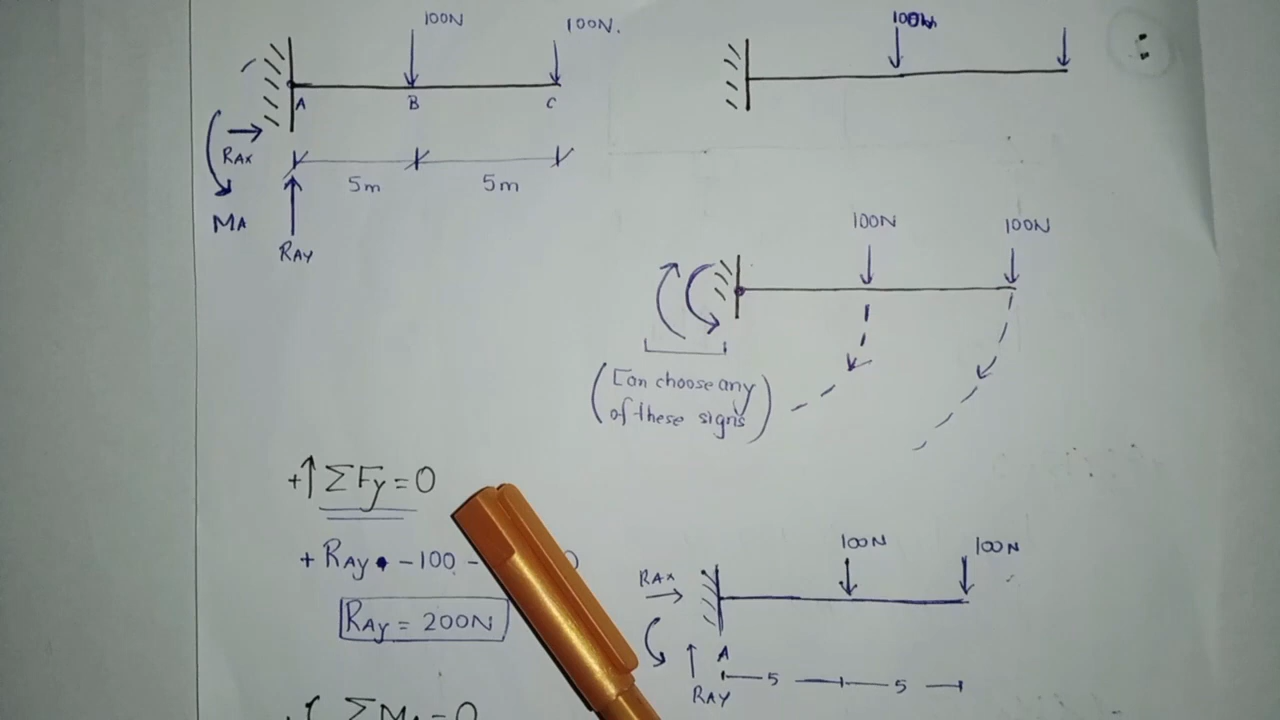 100N
100N.
A
B
C
RAX
MA
5m
5m
RAY
100N
100N
100N
(Can choose any
of these signs)
+↑ ΣFy = 0
+ RAy - 100 -
RAy = 200N
100N
100N
RAX
A
RAY
5
5